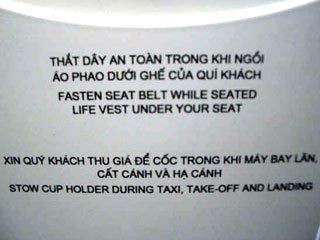 THẮT DÂY AN TOÀN TRONG KHI NGỒI
ÁO PHAO DƯỚI GHẾ CỦA QUÍ KHÁCH
FASTEN SEAT BELT WHILE SEATED
LIFE VEST UNDER YOUR SEAT
XIN QUÝ KHÁCH THU GIÁ ĐỂ CỐC TRONG KHI MÁY BAY LĂN,
CẤT CÁNH VÀ HẠ CÁNH
STOW CUP HOLDER DURING TAXI, TAKE-OFF AND LANDING